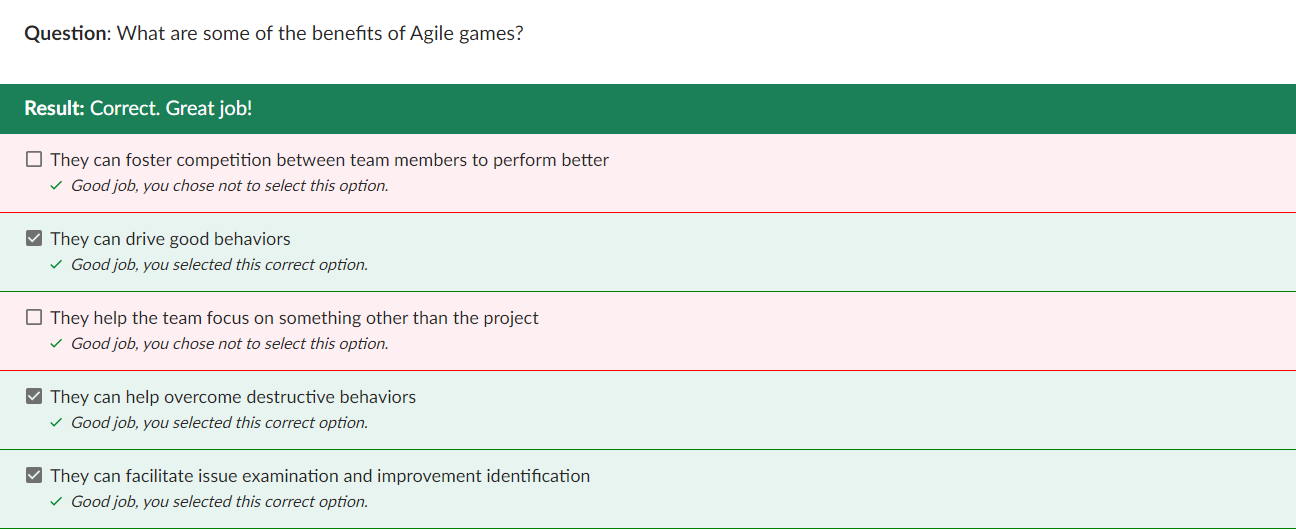 Question: What are some of the benefits of Agile games?
Result: Correct. Great job!
They can foster competition between team members to perform better
Good job, you chose not to select this option.
They can drive good behaviors
Good job, you selected this correct option.
They help the team focus on something other than the project
Good job, you chose not to select this option.
They can help overcome destructive behaviors
Good job, you selected this correct option.
They can facilitate issue examination and improvement identification
Good job, you selected this correct option.